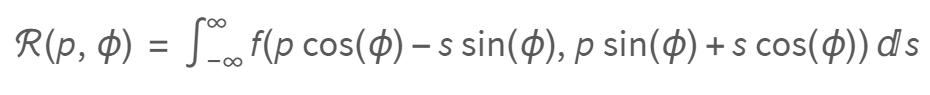 ℛ(p, ϕ) = ∫_{-∞}^{∞} f(p cos(ϕ) − s sin(ϕ), p sin(ϕ) + s cos(ϕ)) ⅆs